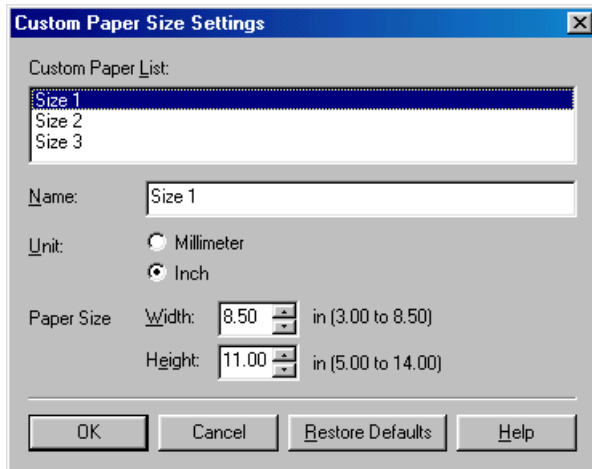 Custom Paper Size Settings
Custom Paper List:
Size 1
Size 2
Size 3
Name: Size 1
Unit: Millimeter
Inch
Paper Size Width: 8.50 in (3.00 to 8.50)
Height: 11.00 in (5.00 to 14.00)
OK Cancel Restore Defaults Help